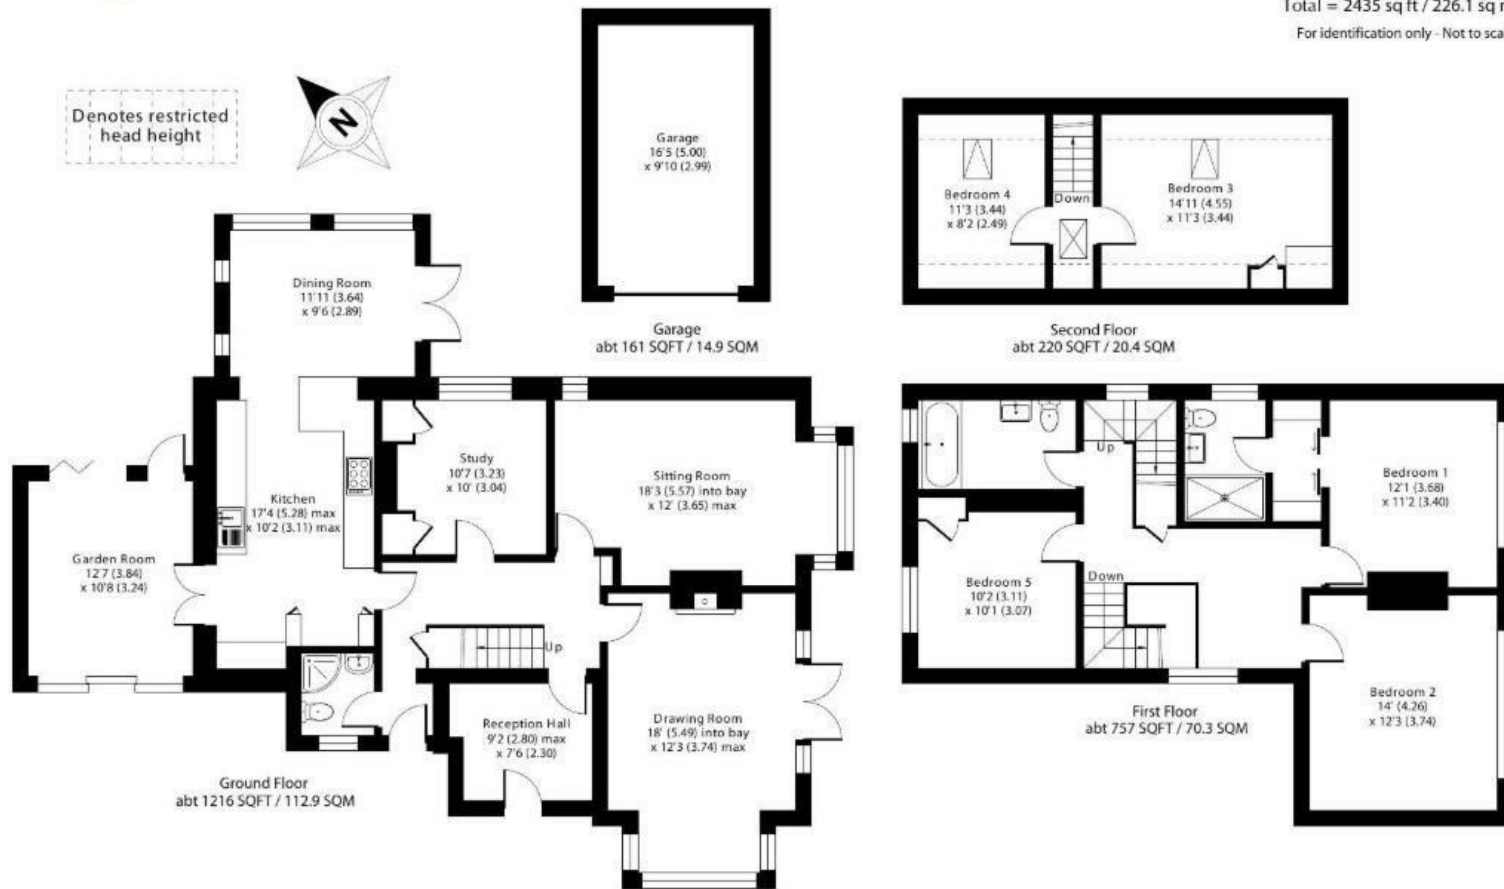 Total = 2435 sq ft / 226.1 sq m
For identification only - Not to sca
Denotes restricted
head height
N
Garage
16'5 (5.00)
x 9'10 (2.99)
Garage
abt 161 SQFT / 14.9 SQM
Bedroom 4
11'3 (3.44)
x 8'2 (2.49)
Down
Bedroom 3
14'11 (4.55)
x 11'3 (3.44)
Second Floor
abt 220 SQFT / 20.4 SQM
Dining Room
11'11 (3.64)
x 9'6 (2.89)
Kitchen
17'4 (5.28) max
x 10'2 (3.11) max
Garden Room
12'7 (3.84)
x 10'8 (3.24)
Study
10'7 (3.23)
x 10' (3.04)
Sitting Room
18'3 (5.57) into bay
x 12' (3.65) max
Up
Reception Hall
9'2 (2.80) max
x 7'6 (2.30)
Drawing Room
18' (5.49) into bay
x 12'3 (3.74) max
Ground Floor
abt 1216 SQFT / 112.9 SQM
Up
Bedroom 1
12'1 (3.68)
x 11'2 (3.40)
Bedroom 5
10'2 (3.11)
x 10'1 (3.07)
Down
Bedroom 2
14' (4.26)
x 12'3 (3.74)
First Floor
abt 757 SQFT / 70.3 SQM